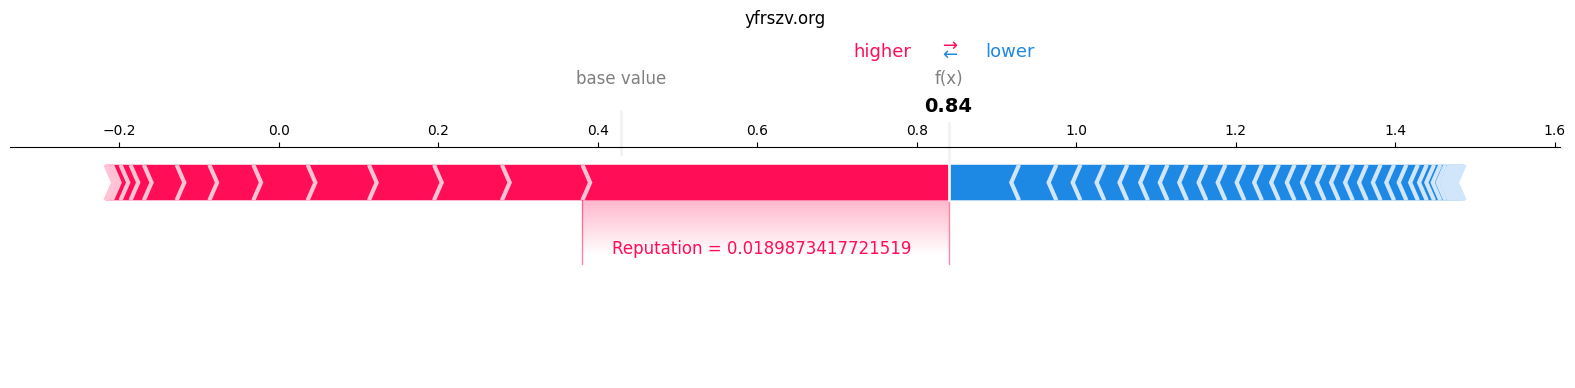 yfrszv.org
higher ⇄ lower
base value f(x)
0.84
−0.2 0.0 0.2 0.4 0.6 0.8 1.0 1.2 1.4 1.6
Reputation = 0.0189873417721519